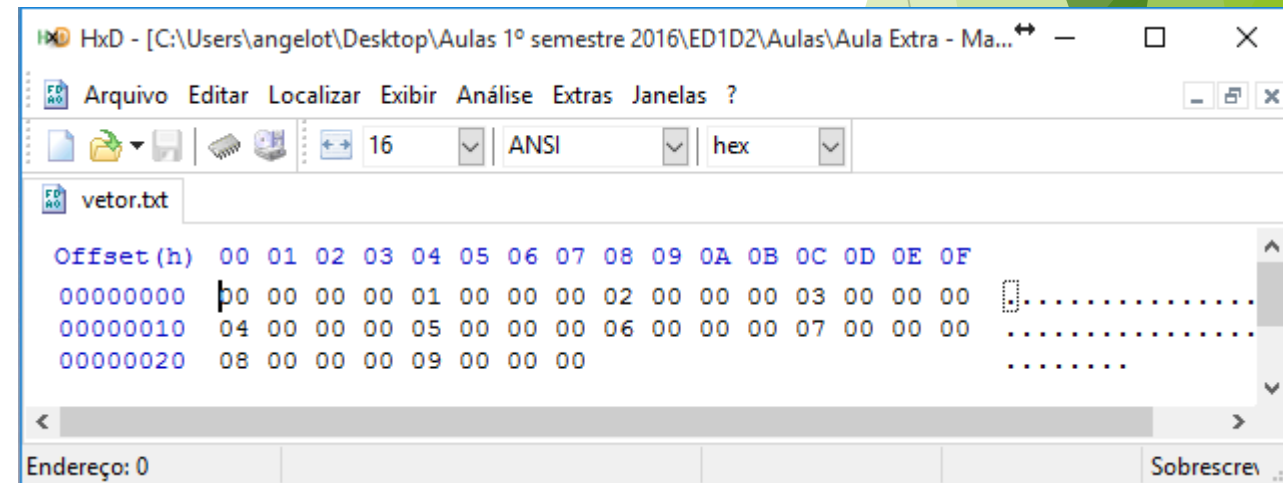 HxD - [C:\Users\angelot\Desktop\Aulas 1º semestre 2016\ED1D2\Aulas\Aula Extra - Ma...
Arquivo Editar Localizar Exibir Análise Extras Janelas ?
16 ANSI hex
vetor.txt
Offset(h) 00 01 02 03 04 05 06 07 08 09 0A 0B 0C 0D 0E 0F
00000000 00 00 00 00 01 00 00 00 02 00 00 00 03 00 00 00 ................
00000010 04 00 00 00 05 00 00 00 06 00 00 00 07 00 00 00 ................
00000020 08 00 00 00 09 00 00 00 ........
Endereço: 0 Sobrescrev